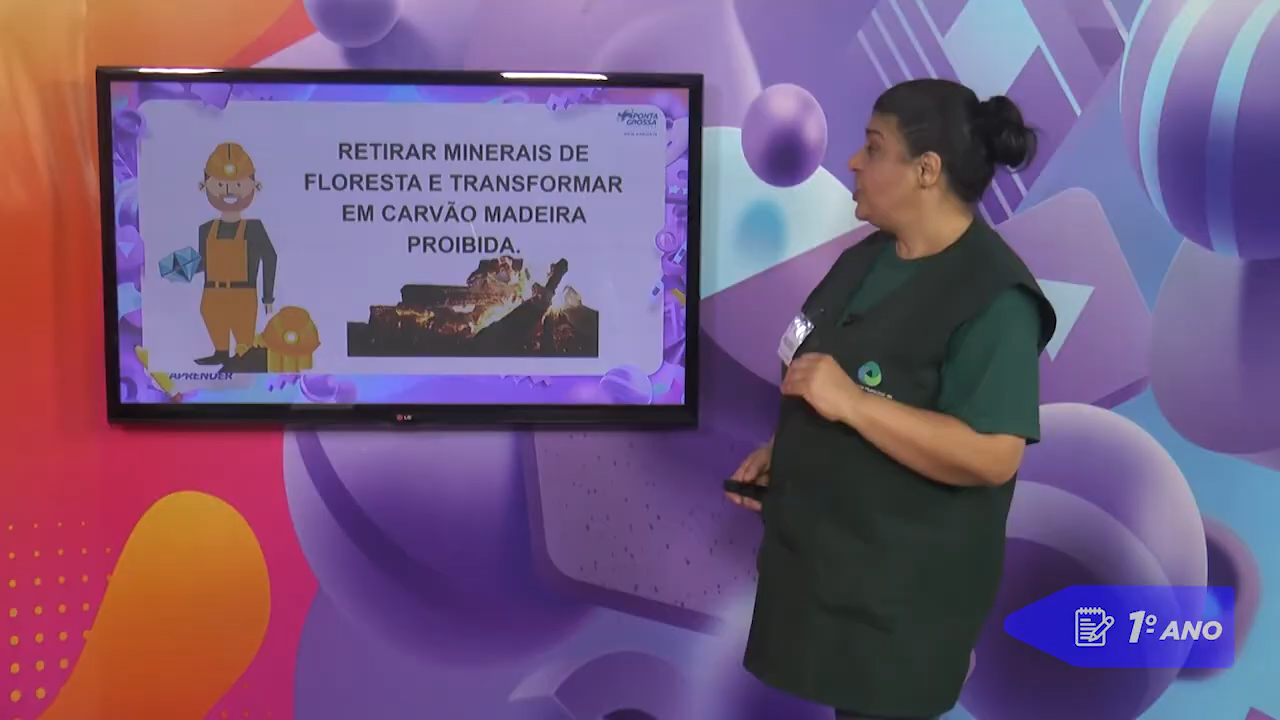 PONTA
GROSSA
RETIRAR MINERAIS DE
FLORESTA E TRANSFORMAR
EM CARVÃO MADEIRA
PROIBIDA.
APRENDER
LG
1º ANO